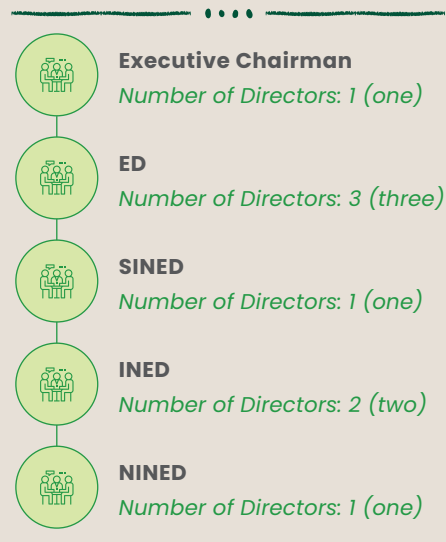 Executive Chairman
Number of Directors: 1 (one)
ED
Number of Directors: 3 (three)
SINED
Number of Directors: 1 (one)
INED
Number of Directors: 2 (two)
NINED
Number of Directors: 1 (one)